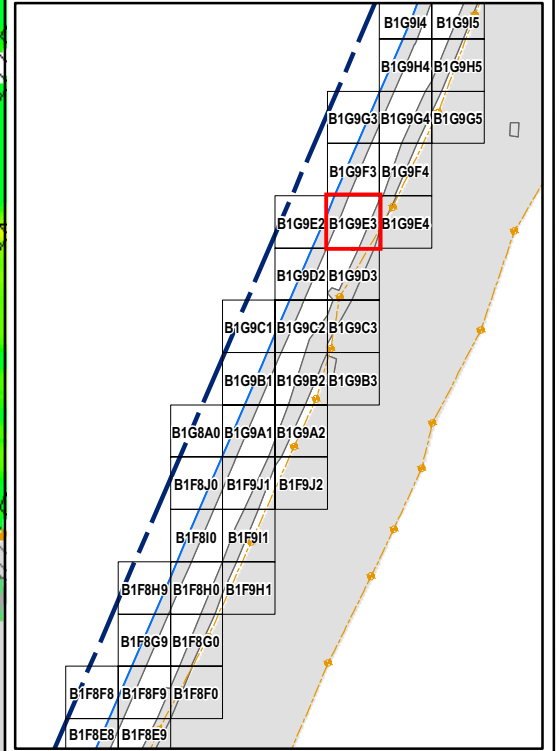 B1G9I4 B1G9I5
B1G9H4 B1G9H5
B1G9G3 B1G9G4 B1G9G5
B1G9F3 B1G9F4
B1G9E2 B1G9E3 B1G9E4
B1G9D2 B1G9D3
B1G9C1 B1G9C2 B1G9C3
B1G9B1 B1G9B2 B1G9B3
B1G8A0 B1G9A1 B1G9A2
B1F8J0 B1F9J1 B1F9J2
B1F8I0 B1F9I1
B1F8H9 B1F8H0 B1F9H1
B1F8G9 B1F8G0
B1F8F8 B1F8F9 B1F8F0
B1F8E8 B1F8E9